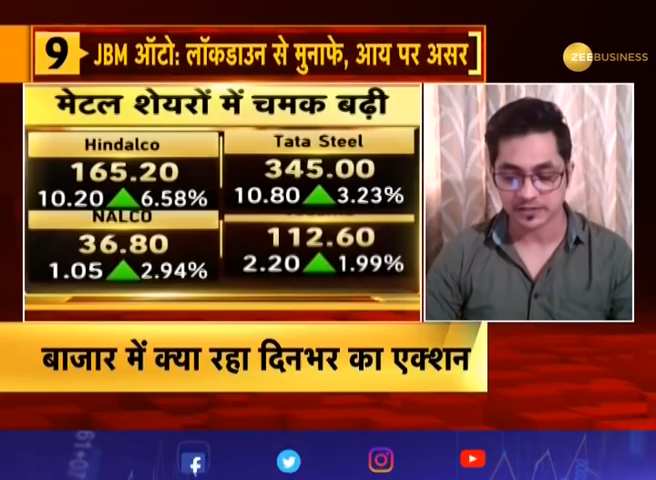 9 JBM ऑटो: लॉकडाउन से मुनाफे, आय पर असर
ZEEBUSINESS
मेटल शेयरों में चमक बढ़ी
Hindalco
165.20
10.20 6.58%
Tata Steel
345.00
10.80 3.23%
NALCO
36.80
1.05 2.94%
112.60
2.20 1.99%
बाजार में क्या रहा दिनभर का एक्शन